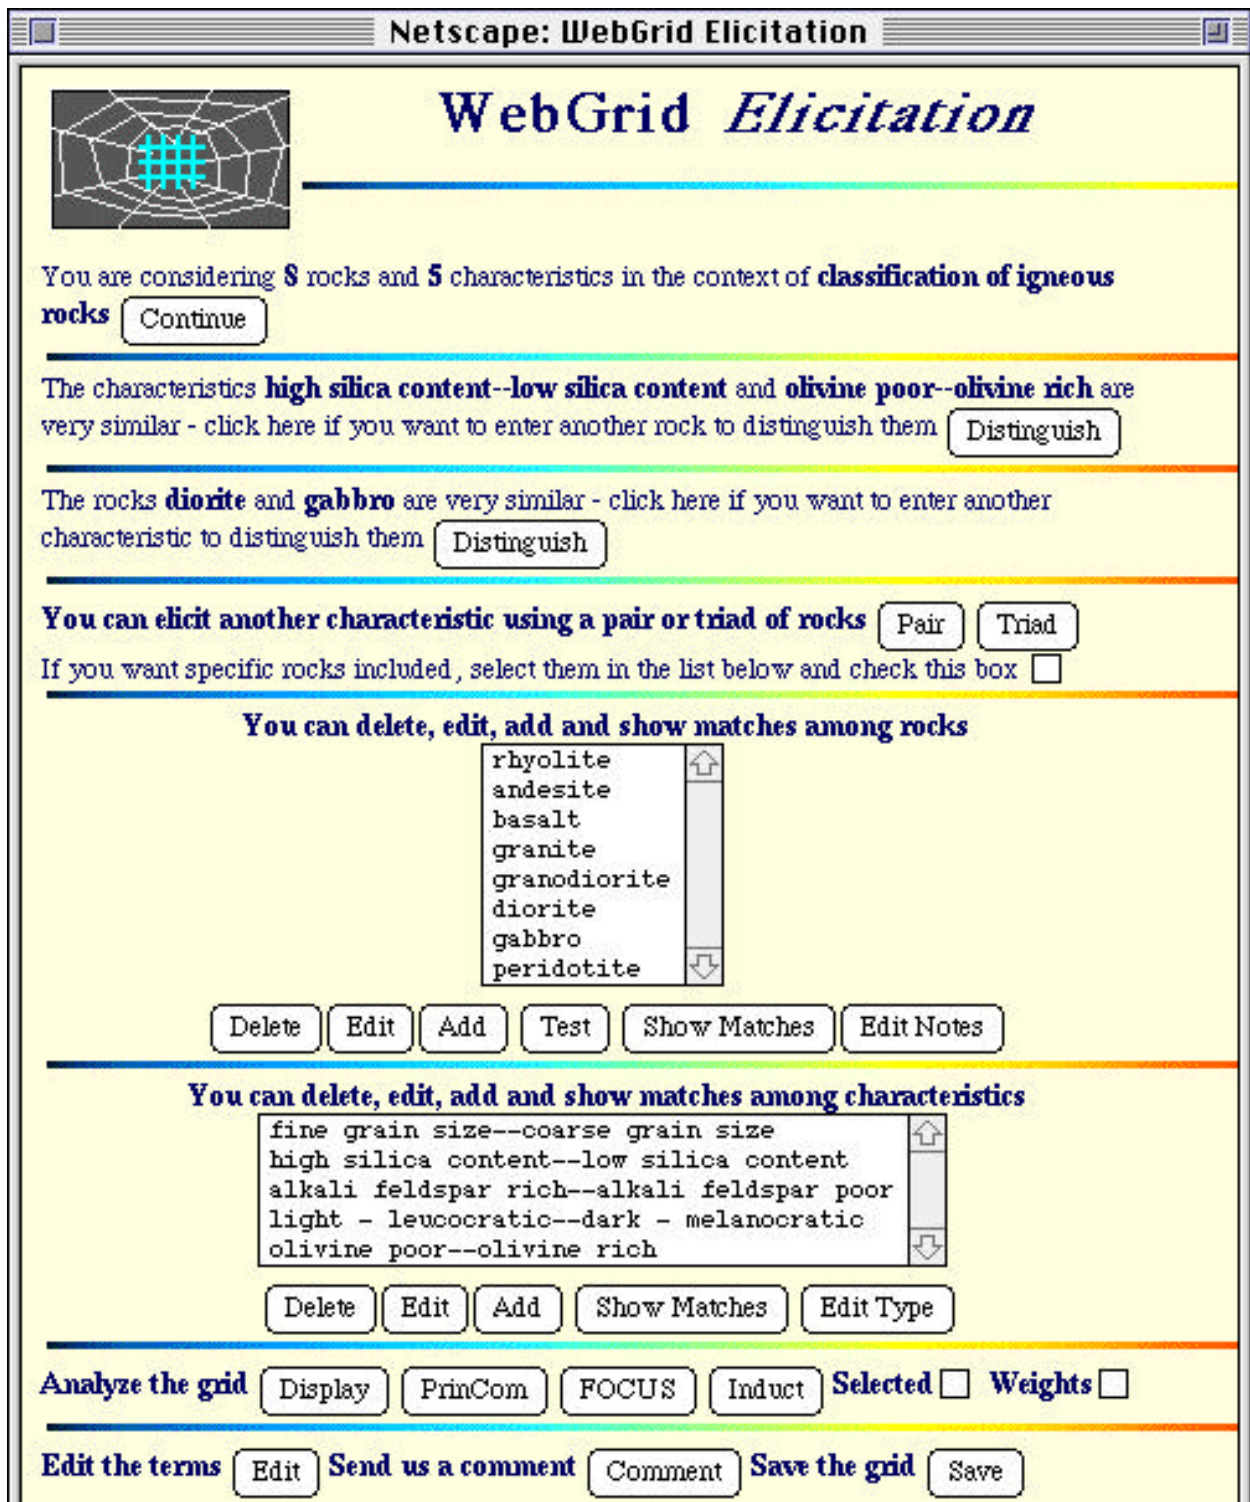 Netscape: WebGrid Elicitation
WebGrid Elicitation
You are considering 8 rocks and 5 characteristics in the context of classification of igneous
rocks Continue
The characteristics high silica content--low silica content and olivine poor--olivine rich are
very similar - click here if you want to enter another rock to distinguish them Distinguish
The rocks diorite and gabbro are very similar - click here if you want to enter another
characteristic to distinguish them Distinguish
You can elicit another characteristic using a pair or triad of rocks Pair Triad
If you want specific rocks included, select them in the list below and check this box
You can delete, edit, add and show matches among rocks
rhyolite
andesite
basalt
granite
granodiorite
diorite
gabbro
peridotite
Delete Edit Add Test Show Matches Edit Notes
You can delete, edit, add and show matches among characteristics
fine grain size--coarse grain size
high silica content--low silica content
alkali feldspar rich--alkali feldspar poor
light - leucocratic--dark - melanocratic
olivine poor--olivine rich
Delete Edit Add Show Matches Edit Type
Analyze the grid Display PrinCom FOCUS Induct Selected Weights
Edit the terms Edit Send us a comment Comment Save the grid Save